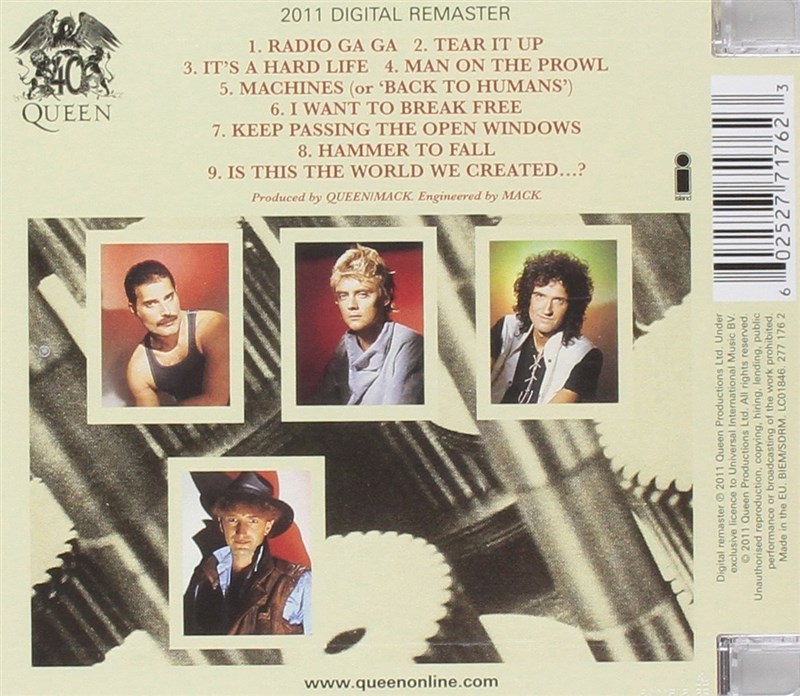 2011 DIGITAL REMASTER
1. RADIO GA GA 2. TEAR IT UP
3. IT'S A HARD LIFE 4. MAN ON THE PROWL
5. MACHINES (or 'BACK TO HUMANS')
6. I WANT TO BREAK FREE
7. KEEP PASSING THE OPEN WINDOWS
8. HAMMER TO FALL
9. IS THIS THE WORLD WE CREATED...?
Produced by QUEEN/MACK. Engineered by MACK.
40
QUEEN
island
6 02527 71762 3
Digital remaster ℗ 2011 Queen Productions Ltd. Under
exclusive licence to Universal International Music BV.
© 2011 Queen Productions Ltd. All rights reserved.
Unauthorised reproduction, copying, hiring, lending, public
performance or broadcasting of the work prohibited.
Made in the EU. BIEM/SDRM. LC01846. 277 176 2
www.queenonline.com